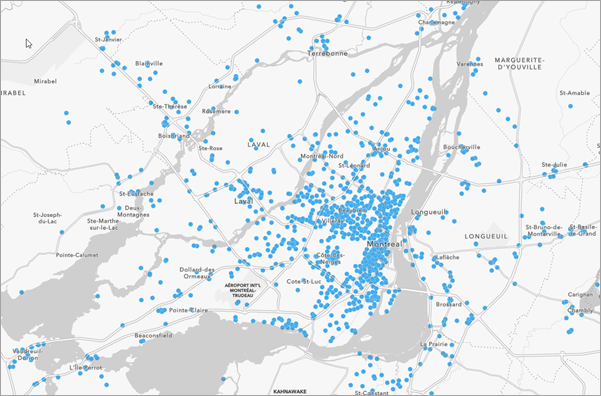 Repentigny
Charlemagne
St-Janvier
Terrebonne
Blainville
Varennes
MARGUERITE-
D'YOUVILLE
Mirabel
MIRABEL
Lorraine
St-Amable
Ste-Thérèse
Rosemère
Boisbriand
Ste-Rose
LAVAL
Montréal-Nord
Anjou
Boucherville
St-Léonard
Ste-Julie
St-Eustache
Laval
Deux-
Montagnes
St-Joseph-
du-Lac
Ste-Marthe-
sur-le-Lac
Villeray
Longueuil
St-Bruno-de-
Montarville
St-Basile-
le-Grand
LONGUEUIL
Montréal
Pointe-Calumet
Côte-des-
Neiges
Laflèche
Dollard-des
Ormeaux
Cote-St-Luc
AÉROPORT INT'L
MONTRÉAL-
TRUDEAU
Carignan
Chambly
Brossard
Pointe-Claire
Beaconsfield
La Prairie
Vaudreuil-
Dorion
L'Île-Perrot
KAHNAWAKE
St-Constant